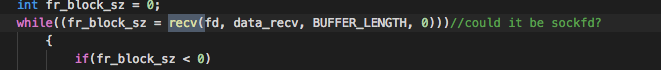 int fr_block_sz = 0;
while((fr_block_sz = recv(fd, data_recv, BUFFER_LENGTH, 0)))//could it be sockfd?
{
if(fr_block_sz < 0)